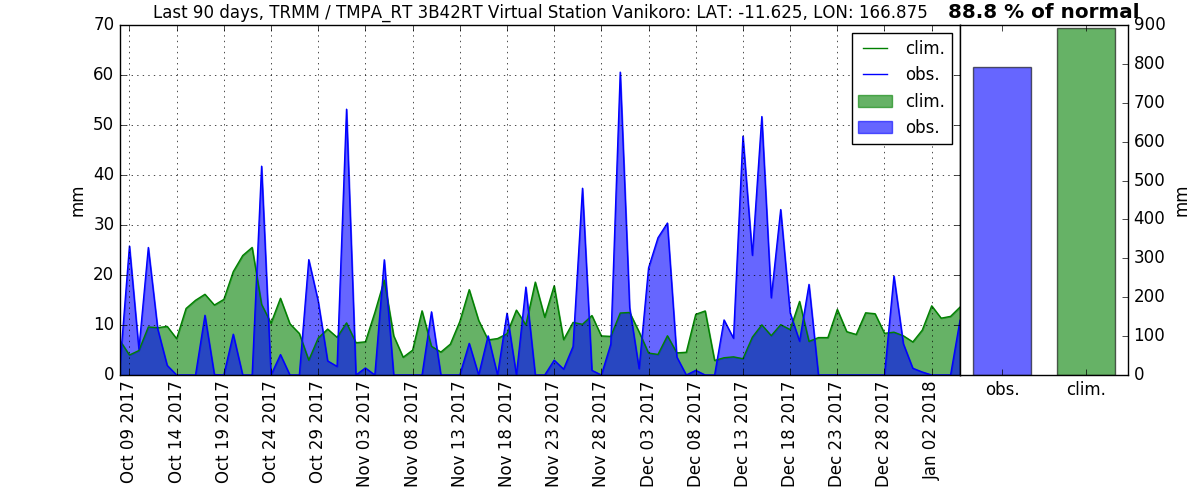 Last 90 days, TRMM / TMPA_RT 3B42RT Virtual Station Vanikoro: LAT: -11.625, LON: 166.875
88.8 % of normal
mm
70
60
50
40
30
20
10
0
clim.
obs.
clim.
obs.
Oct 09 2017
Oct 14 2017
Oct 19 2017
Oct 24 2017
Oct 29 2017
Nov 03 2017
Nov 08 2017
Nov 13 2017
Nov 18 2017
Nov 23 2017
Nov 28 2017
Dec 03 2017
Dec 08 2017
Dec 13 2017
Dec 18 2017
Dec 23 2017
Dec 28 2017
Jan 02 2018
900
800
700
600
500
400
300
200
100
0
mm
obs.
clim.